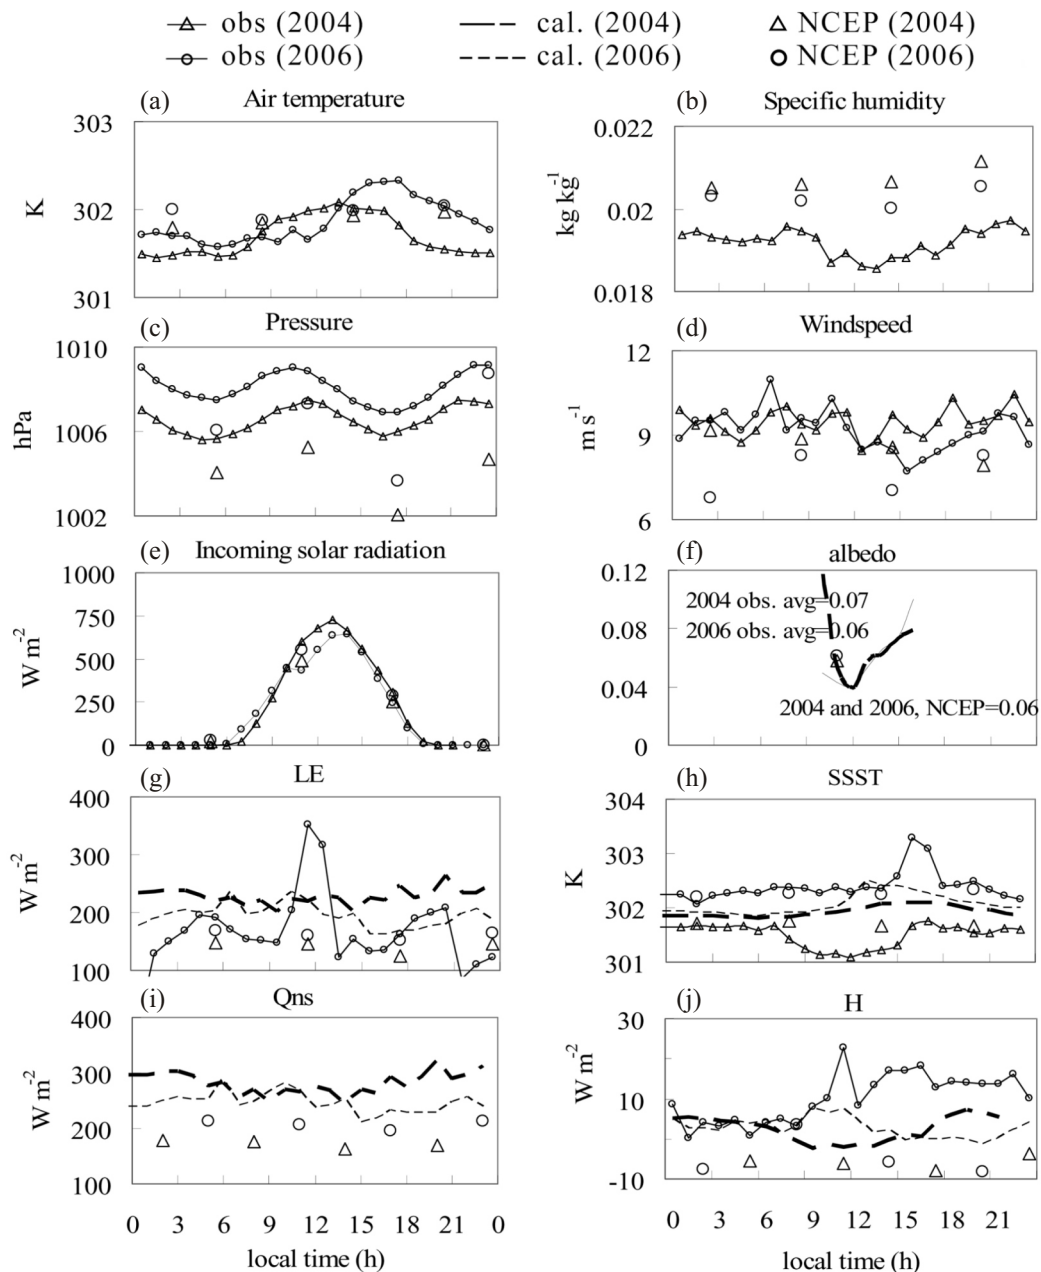 obs (2004) cal. (2004) NCEP (2004)
obs (2006) cal. (2006) NCEP (2006)
(a) Air temperature
303
302
301
K
(b) Specific humidity
0.022
0.02
0.018
kg kg-1
(c) Pressure
1010
1006
1002
hPa
(d) Windspeed
12
9
6
m s-1
(e) Incoming solar radiation
1000
750
500
250
0
W m-2
(f) albedo
0.12
0.08
0.04
0
2004 obs. avg=0.07
2006 obs. avg=0.06
2004 and 2006, NCEP=0.06
(g) LE
400
300
200
100
W m-2
(h) SSST
304
303
302
301
K
(i) Qns
400
300
200
100
W m-2
0 3 6 9 12 15 18 21 0
local time (h)
(j) H
30
10
-10
W m-2
0 3 6 9 12 15 18 21
local time (h)